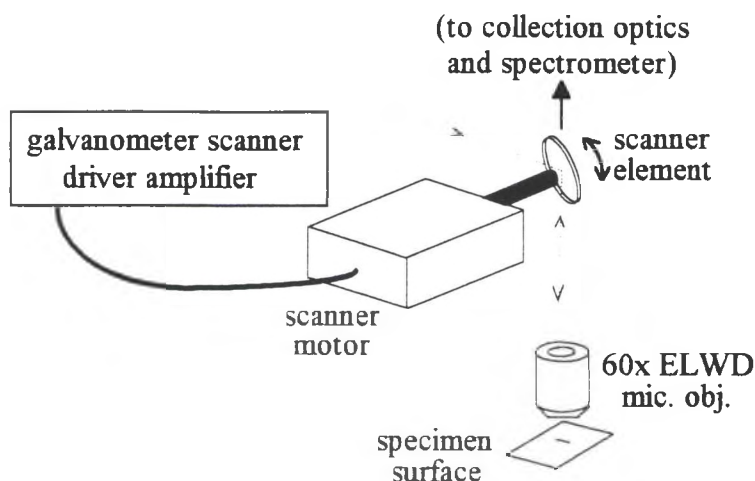 (to collection optics
and spectrometer)
galvanometer scanner
driver amplifier
scanner
element
scanner
motor
60x ELWD
mic. obj.
specimen
surface